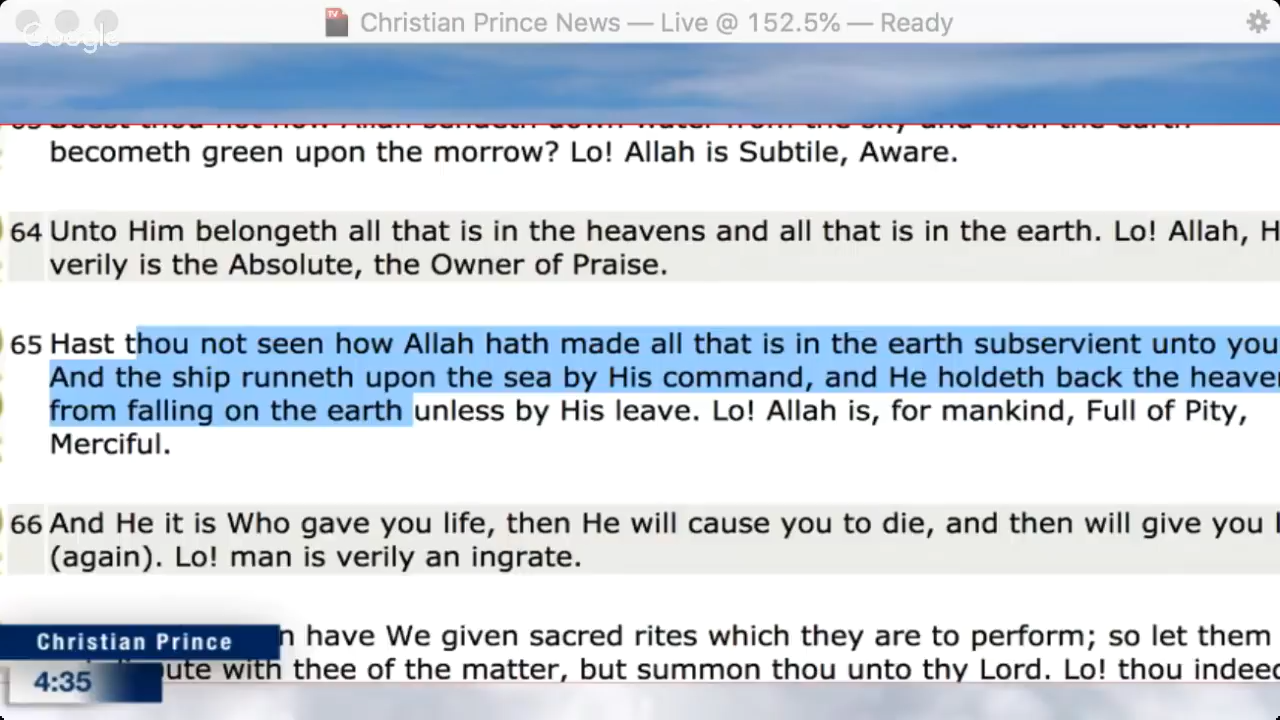 Christian Prince News — Live @ 152.5% — Ready
Google
becometh green upon the morrow? Lo! Allah is Subtile, Aware.
64 Unto Him belongeth all that is in the heavens and all that is in the earth. Lo! Allah, H
verily is the Absolute, the Owner of Praise.
65 Hast thou not seen how Allah hath made all that is in the earth subservient unto you
And the ship runneth upon the sea by His command, and He holdeth back the heaven
from falling on the earth unless by His leave. Lo! Allah is, for mankind, Full of Pity,
Merciful.
66 And He it is Who gave you life, then He will cause you to die, and then will give you
(again). Lo! man is verily an ingrate.
have We given sacred rites which they are to perform; so let them
with thee of the matter, but summon thou unto thy Lord. Lo! thou indeed
Christian Prince
4:35